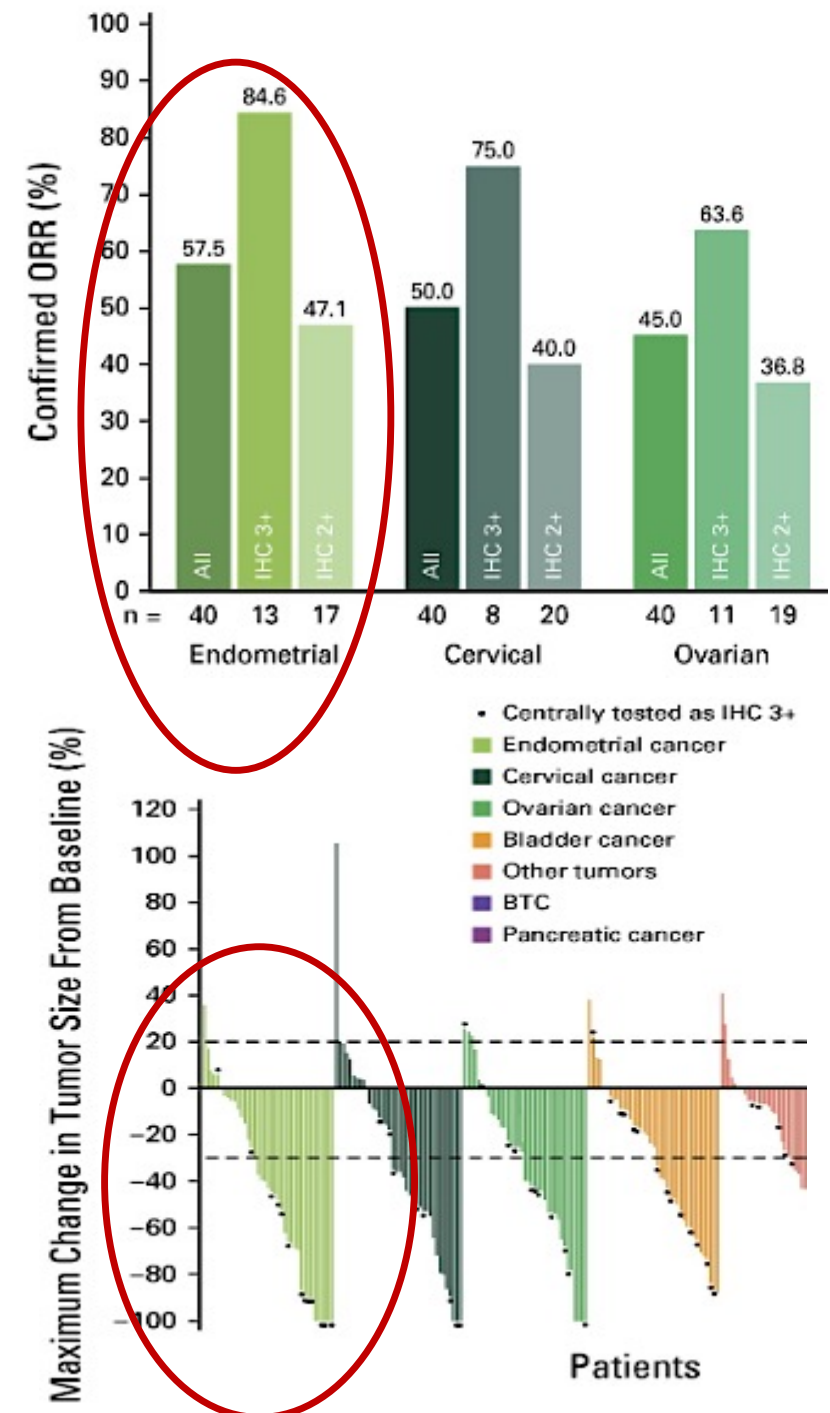 Confirmed ORR (%)
100
90
80
70
60
50
40
30
20
10
0
57.5
84.6
47.1
50.0
75.0
40.0
45.0
63.6
36.8
All
IHC 3+
IHC 2+
All
IHC 3+
IHC 2+
All
IHC 3+
IHC 2+
n = 40 13 17 40 8 20 40 11 19
Endometrial Cervical Ovarian
Maximum Change in Tumor Size From Baseline (%)
• Centrally tested as IHC 3+
Endometrial cancer
Cervical cancer
Ovarian cancer
Bladder cancer
Other tumors
BTC
Pancreatic cancer
120
100
80
60
40
20
0
−20
−40
−60
−80
−100
Patients